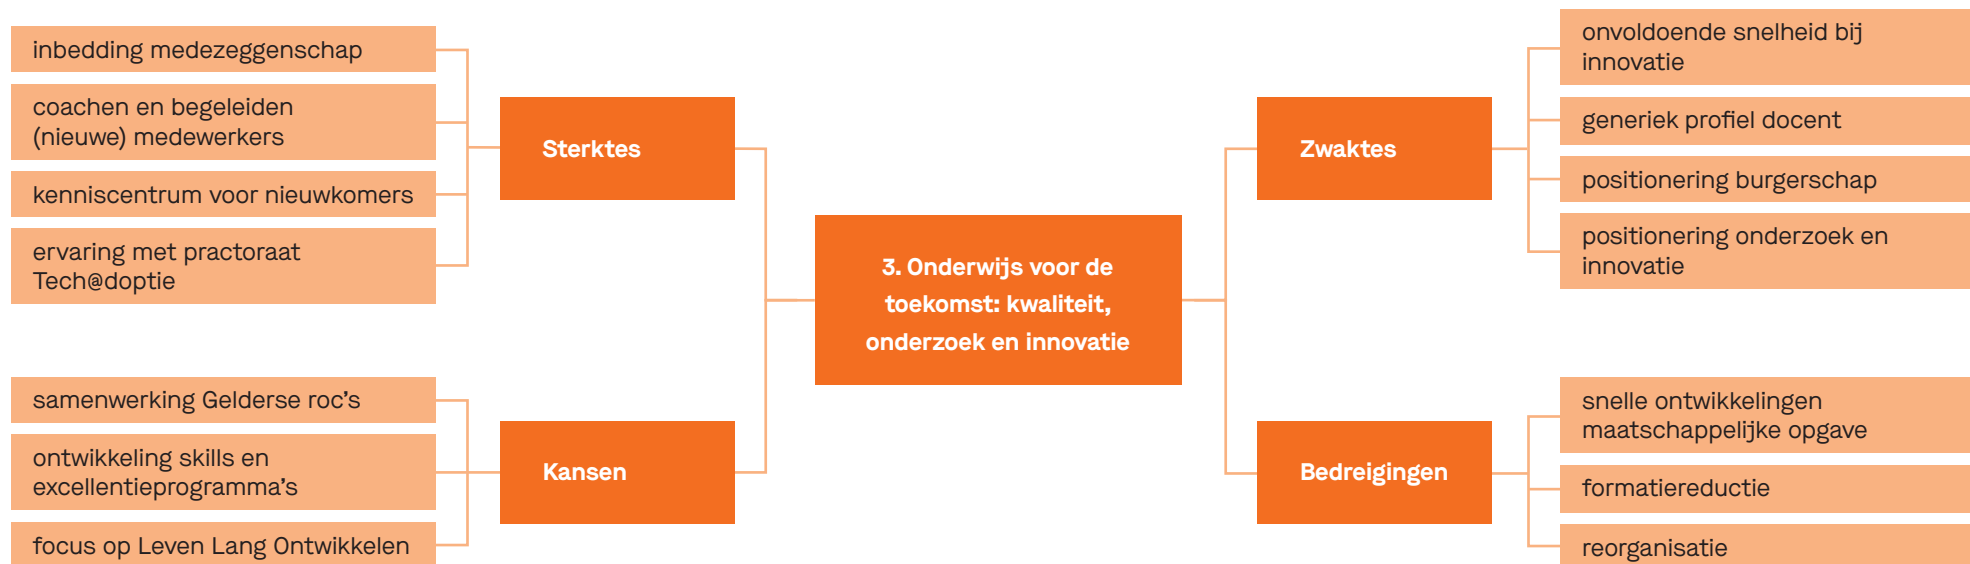 inbedding medezeggenschap
coachen en begeleiden
(nieuwe) medewerkers
kenniscentrum voor nieuwkomers
ervaring met practoraat
Tech@doptie
Sterktes
samenwerking Gelderse roc’s
ontwikkeling skills en
excellentieprogramma’s
focus op Leven Lang Ontwikkelen
Kansen
3. Onderwijs voor de
toekomst: kwaliteit,
onderzoek en innovatie
Zwaktes
onvoldoende snelheid bij
innovatie
generiek profiel docent
positionering burgerschap
positionering onderzoek en
innovatie
Bedreigingen
snelle ontwikkelingen
maatschappelijke opgave
formatiereductie
reorganisatie